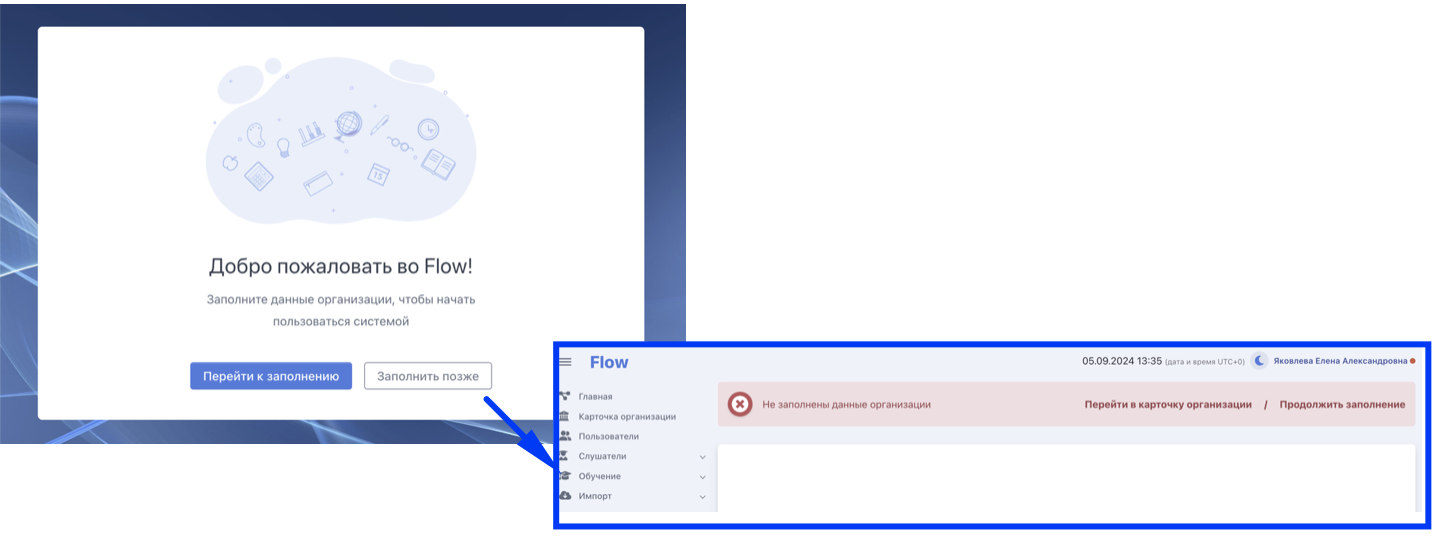 15
Добро пожаловать во Flow!
Заполните данные организации, чтобы начать
пользоваться системой
Перейти к заполнению Заполнить позже
Flow 05.09.2024 13:35 (дата и время UTC+0) Яковлева Елена Александровна
Главная
Карточка организации
Пользователи
Слушатели
Обучение
Импорт
Не заполнены данные организации Перейти в карточку организации / Продолжить заполнение